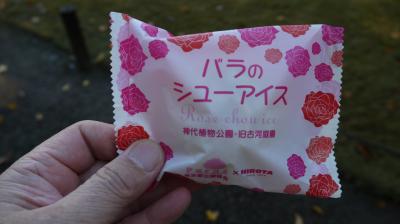 バラの
シューアイス
Rose chou ice
神代植物公園・旧古河庭園
× HIROTA